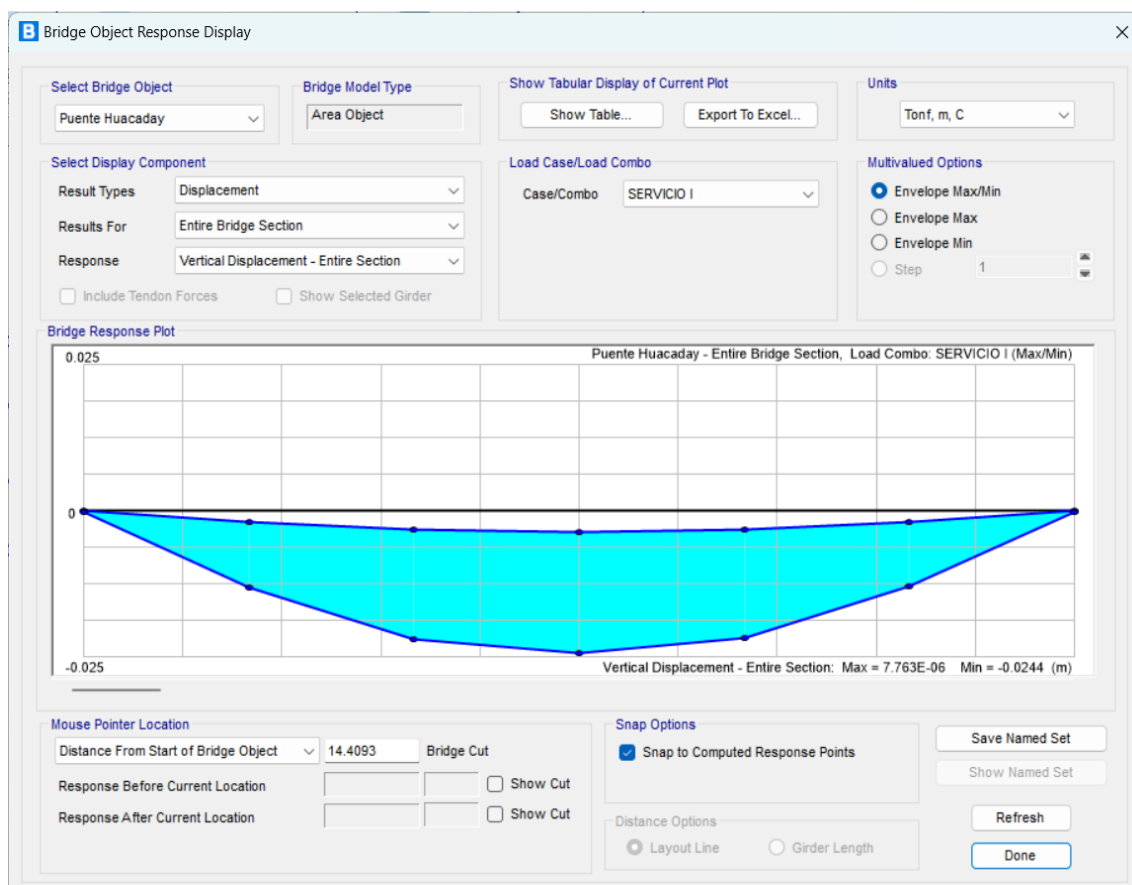 B Bridge Object Response Display
Select Bridge Object
Puente Huacaday
Bridge Model Type
Area Object
Show Tabular Display of Current Plot
Show Table...
Export To Excel...
Units
Tonf, m, C
Select Display Component
Result Types
Displacement
Results For
Entire Bridge Section
Response
Vertical Displacement - Entire Section
Include Tendon Forces
Show Selected Girder
Load Case/Load Combo
Case/Combo
SERVICIO I
Multivalued Options
Envelope Max/Min
Envelope Max
Envelope Min
Step
1
Bridge Response Plot
0.025
Puente Huacaday - Entire Bridge Section, Load Combo: SERVICIO I (Max/Min)
0
-0.025
Vertical Displacement - Entire Section: Max = 7.763E-06 Min = -0.0244 (m)
Mouse Pointer Location
Distance From Start of Bridge Object
14.4093
Bridge Cut
Response Before Current Location
Show Cut
Response After Current Location
Show Cut
Snap Options
Snap to Computed Response Points
Distance Options
Layout Line
Girder Length
Save Named Set
Show Named Set
Refresh
Done